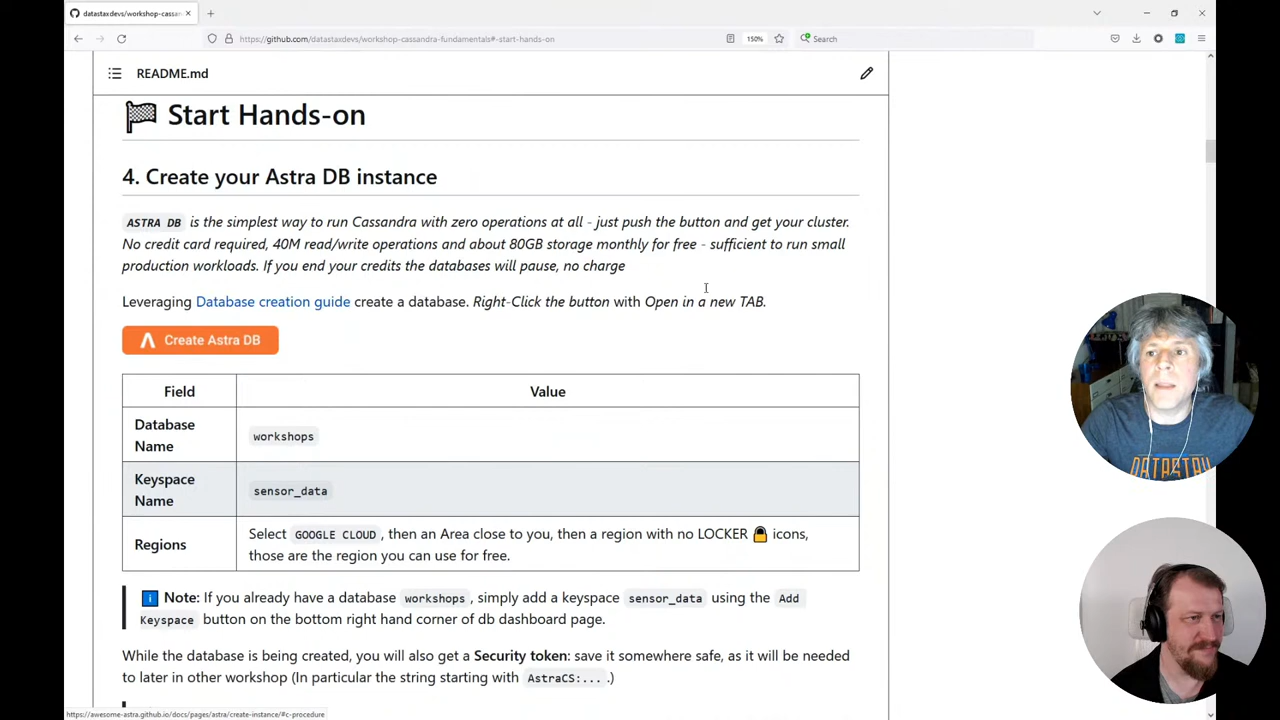 datastaxdevs/workshop-cassan
https://github.com/datastaxdevs/workshop-cassandra-fundamentals#-start-hands-on
150%
Search
README.md
Start Hands-on
4. Create your Astra DB instance
ASTRA DB is the simplest way to run Cassandra with zero operations at all - just push the button and get your cluster.
No credit card required, 40M read/write operations and about 80GB storage monthly for free - sufficient to run small
production workloads. If you end your credits the databases will pause, no charge
Leveraging Database creation guide create a database. Right-Click the button with Open in a new TAB.
Create Astra DB
Field Value
Database
Name
workshops
Keyspace
Name
sensor_data
Regions
Select GOOGLE CLOUD, then an Area close to you, then a region with no LOCKER 🔒 icons,
those are the region you can use for free.
Note: If you already have a database workshops, simply add a keyspace sensor_data using the Add
Keyspace button on the bottom right hand corner of db dashboard page.
While the database is being created, you will also get a Security token: save it somewhere safe, as it will be needed
to later in other workshop (In particular the string starting with AstraCS:... .)
https://awesome-astra.github.io/docs/pages/astra/create-instance/#c-procedure
DATASTAX